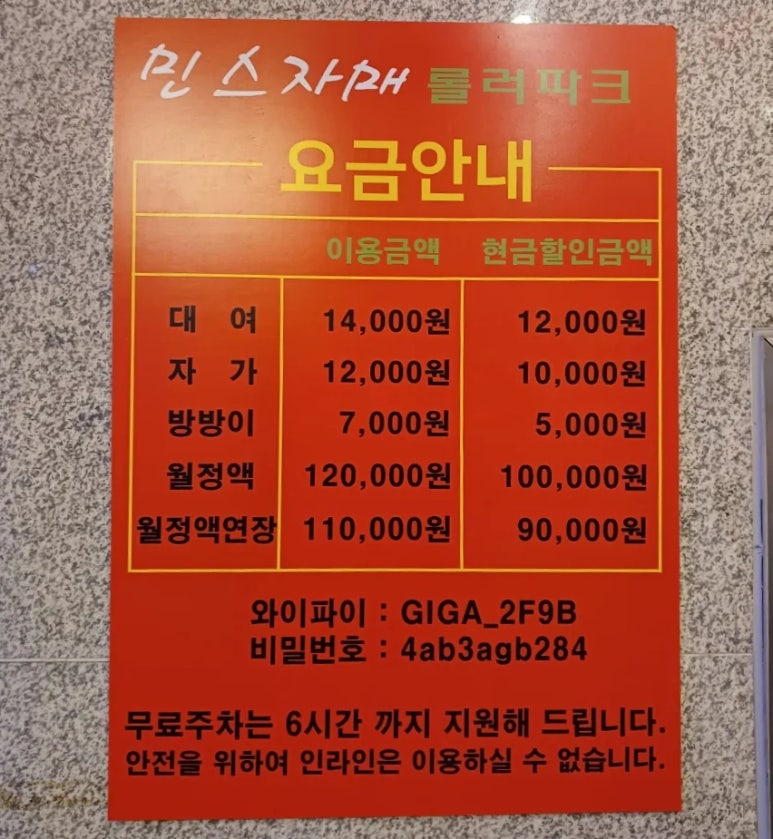 민스자매 롤러파크
요금안내
이용금액 현금할인금액
대 여 14,000원 12,000원
자 가 12,000원 10,000원
방방이 7,000원 5,000원
월정액 120,000원 100,000원
월정액연장 110,000원 90,000원
와이파이 : GIGA_2F9B
비밀번호 : 4ab3agb284
무료주차는 6시간 까지 지원해 드립니다.
안전을 위하여 인라인은 이용하실 수 없습니다.